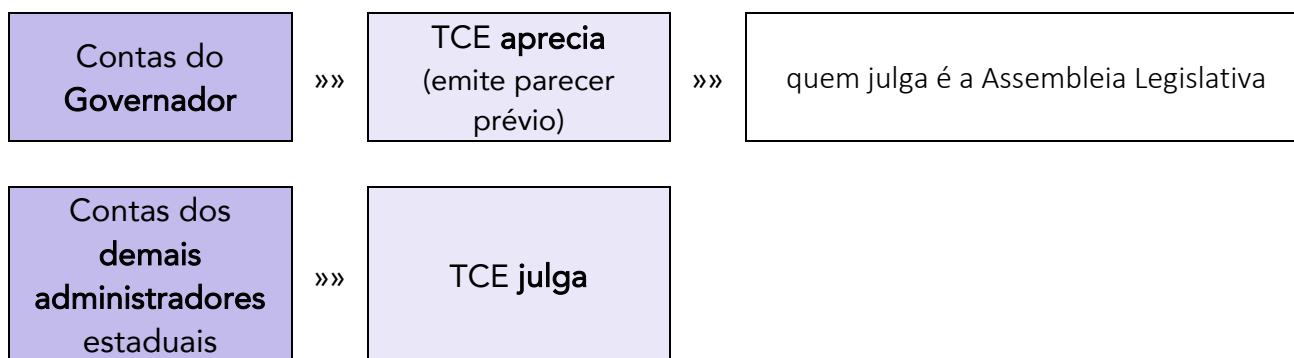 Contas do
Governador
»»
TCE aprecia
(emite parecer
prévio)
»»
quem julga é a Assembleia Legislativa
Contas dos
demais
administradores
estaduais
»»
TCE julga